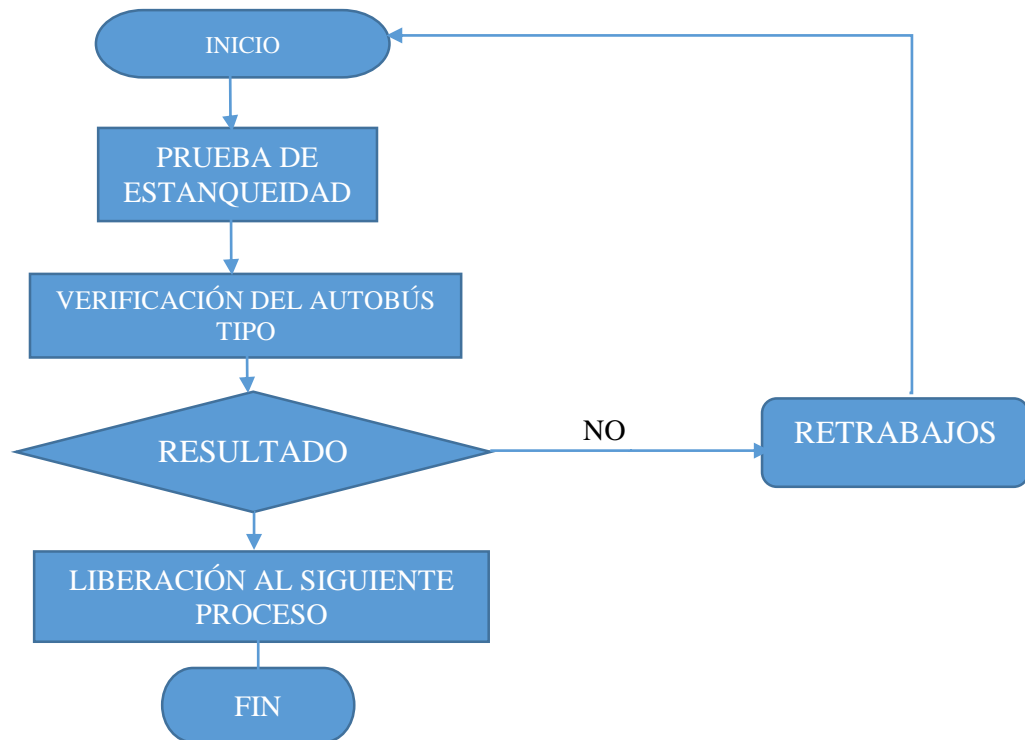 INICIO
PRUEBA DE
ESTANQUEIDAD
VERIFICACIÓN DEL AUTOBÚS
TIPO
RESULTADO
NO
RETRABAJOS
LIBERACIÓN AL SIGUIENTE
PROCESO
FIN